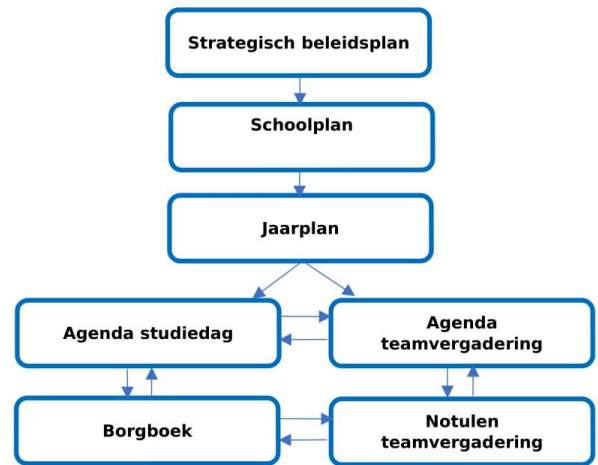 Strategisch beleidsplan
Schoolplan
Jaarplan
Agenda studiedag
Agenda
teamvergadering
Borgboek
Notulen
teamvergadering